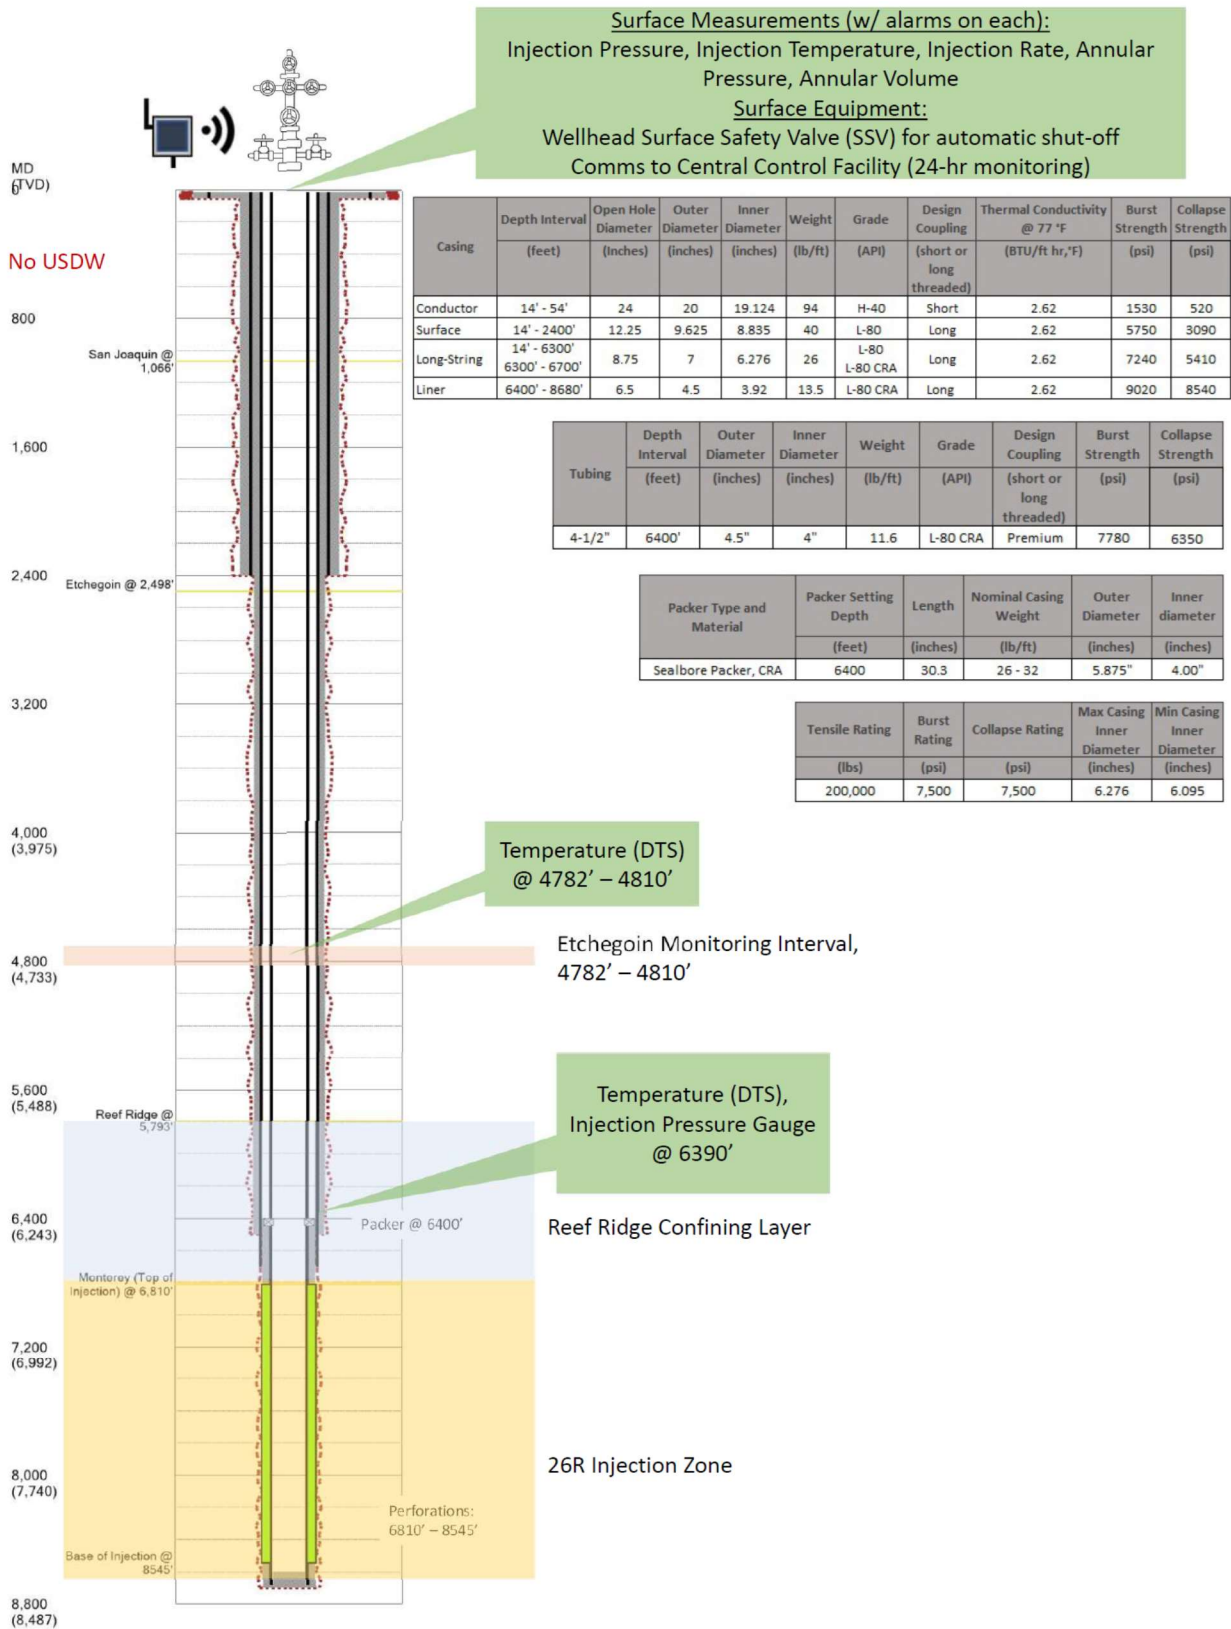 Surface Measurements (w/ alarms on each):
Injection Pressure, Injection Temperature, Injection Rate, Annular
Pressure, Annular Volume
Surface Equipment:
Wellhead Surface Safety Valve (SSV) for automatic shut-off
Comms to Central Control Facility (24-hr monitoring)
MD
(TVD)
0
No USDW
800
San Joaquin @
1,066'
1,600
2,400
Etchegoin @ 2,498'
3,200
4,000
(3,975)
4,800
(4,733)
5,600
(5,488)
Reef Ridge @
5,793'
6,400
(6,243)
Monterey (Top of
Injection) @ 6,810'
7,200
(6,992)
8,000
(7,740)
Base of Injection @
8545'
8,800
(8,487)
Casing | Depth Interval | Open Hole Diameter | Outer Diameter | Inner Diameter | Weight | Grade | Design Coupling | Thermal Conductivity @ 77 °F | Burst Strength | Collapse Strength
(feet) | (Inches) | (inches) | (inches) | (lb/ft) | (API) | (short or long threaded) | (BTU/ft hr,°F) | (psi) | (psi)
Conductor | 14' - 54' | 24 | 20 | 19.124 | 94 | H-40 | Short | 2.62 | 1530 | 520
Surface | 14' - 2400' | 12.25 | 9.625 | 8.835 | 40 | L-80 | Long | 2.62 | 5750 | 3090
Long-String | 14' - 6300' 6300' - 6700' | 8.75 | 7 | 6.276 | 26 | L-80 L-80 CRA | Long | 2.62 | 7240 | 5410
Liner | 6400' - 8680' | 6.5 | 4.5 | 3.92 | 13.5 | L-80 CRA | Long | 2.62 | 9020 | 8540
Tubing | Depth Interval | Outer Diameter | Inner Diameter | Weight | Grade | Design Coupling | Burst Strength | Collapse Strength
(feet) | (inches) | (inches) | (lb/ft) | (API) | (short or long threaded) | (psi) | (psi)
4-1/2" | 6400' | 4.5" | 4" | 11.6 | L-80 CRA | Premium | 7780 | 6350
Packer Type and Material | Packer Setting Depth | Length | Nominal Casing Weight | Outer Diameter | Inner diameter
(feet) | (inches) | (lb/ft) | (inches) | (inches)
Sealbore Packer, CRA | 6400 | 30.3 | 26 - 32 | 5.875" | 4.00"
Tensile Rating | Burst Rating | Collapse Rating | Max Casing Inner Diameter | Min Casing Inner Diameter
(lbs) | (psi) | (psi) | (inches) | (inches)
200,000 | 7,500 | 7,500 | 6.276 | 6.095
Temperature (DTS)
@ 4782' – 4810'
Etchegoin Monitoring Interval,
4782' – 4810'
Temperature (DTS),
Injection Pressure Gauge
@ 6390'
Packer @ 6400'
Reef Ridge Confining Layer
26R Injection Zone
Perforations:
6810' – 8545'